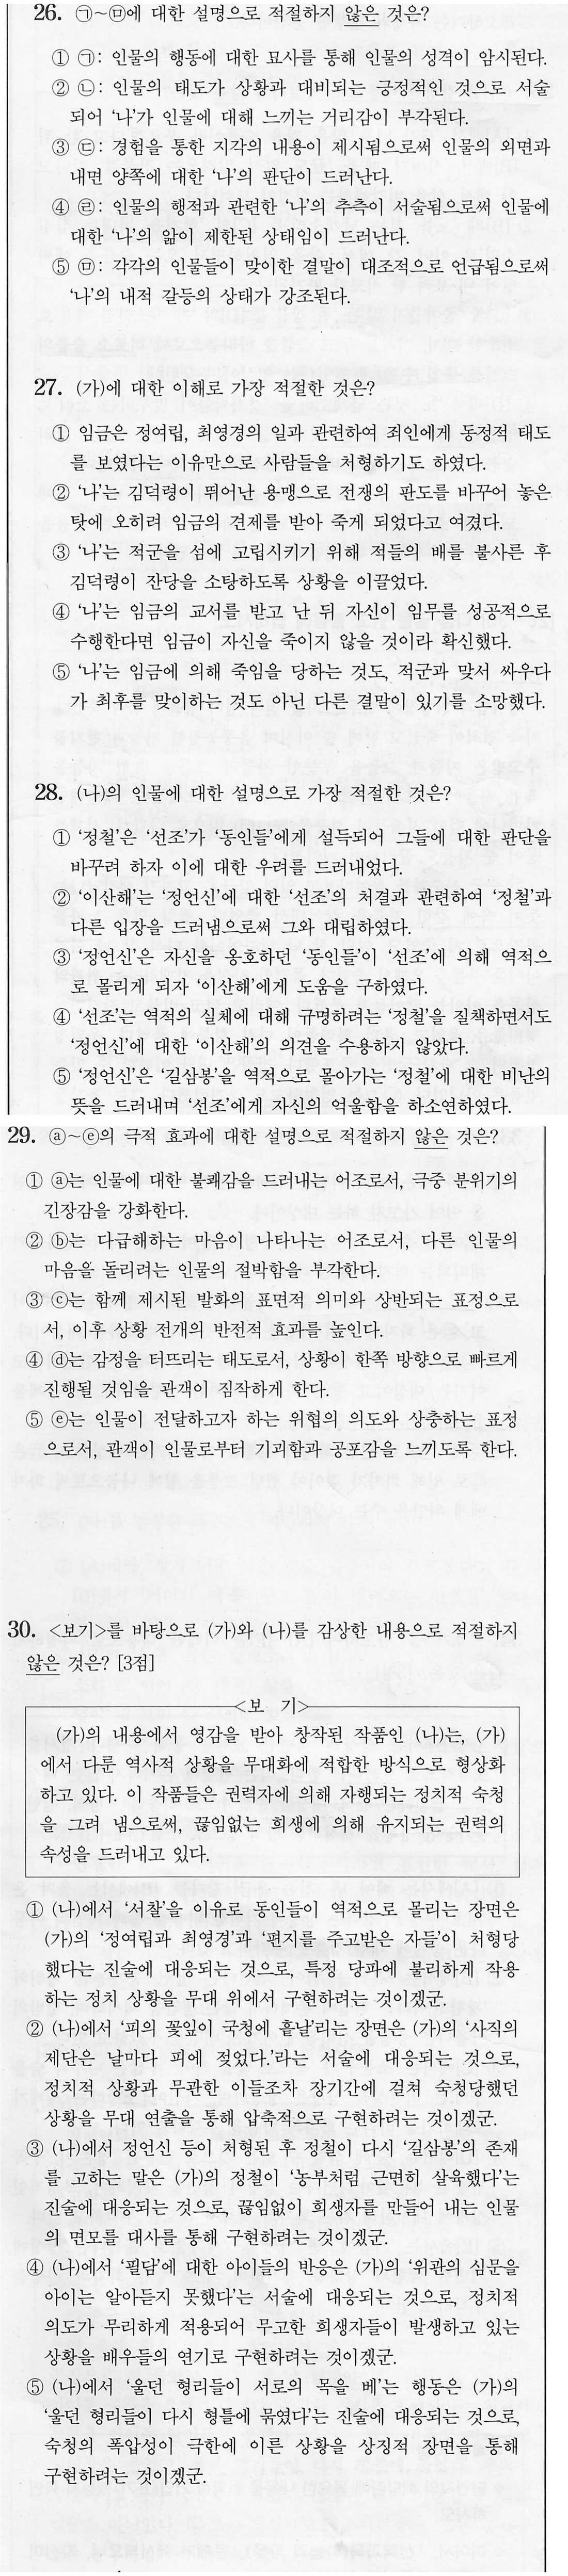 26. ㉠~㉤에 대한 설명으로 적절하지 않은 것은?
① ㉠: 인물의 행동에 대한 묘사를 통해 인물의 성격이 암시된다.
② ㉡: 인물의 태도가 상황과 대비되는 긍정적인 것으로 서술
되어 ‘나’가 인물에 대해 느끼는 거리감이 부각된다.
③ ㉢: 경험을 통한 지각의 내용이 제시됨으로써 인물의 외면과
내면 양쪽에 대한 ‘나’의 판단이 드러난다.
④ ㉣: 인물의 행적과 관련한 ‘나’의 추측이 서술됨으로써 인물에
대한 ‘나’의 앎이 제한된 상태임이 드러난다.
⑤ ㉤: 각각의 인물들이 맞이한 결말이 대조적으로 언급됨으로써
‘나’의 내적 갈등의 상태가 강조된다.
27. (가)에 대한 이해로 가장 적절한 것은?
① 임금은 정여립, 최영경의 일과 관련하여 죄인에게 동정적 태도
를 보였다는 이유만으로 사람들을 처형하기도 하였다.
② ‘나’는 김덕령이 뛰어난 용맹으로 전쟁의 판도를 바꾸어 놓은
탓에 오히려 임금의 견제를 받아 죽게 되었다고 여겼다.
③ ‘나’는 적군을 섬에 고립시키기 위해 적들의 배를 불사른 후
김덕령이 잔당을 소탕하도록 상황을 이끌었다.
④ ‘나’는 임금의 교서를 받고 난 뒤 자신이 임무를 성공적으로
수행한다면 임금이 자신을 죽이지 않을 것이라 확신했다.
⑤ ‘나’는 임금에 의해 죽임을 당하는 것도, 적군과 맞서 싸우다
가 최후를 맞이하는 것도 아닌 다른 결말이 있기를 소망했다.
28. (나)의 인물에 대한 설명으로 가장 적절한 것은?
① ‘정철’은 ‘선조’가 ‘동인들’에게 설득되어 그들에 대한 판단을
바꾸려 하자 이에 대한 우려를 드러내었다.
② ‘이산해’는 ‘정언신’에 대한 ‘선조’의 처결과 관련하여 ‘정철’과
다른 입장을 드러냄으로써 그와 대립하였다.
③ ‘정언신’은 자신을 옹호하던 ‘동인들’이 ‘선조’에 의해 역적으
로 몰리게 되자 ‘이산해’에게 도움을 구하였다.
④ ‘선조’는 역적의 실체에 대해 규명하려는 ‘정철’을 질책하면서도
‘정언신’에 대한 ‘이산해’의 의견을 수용하지 않았다.
⑤ ‘정언신’은 ‘길삼봉’을 역적으로 몰아가는 ‘정철’에 대한 비난의
뜻을 드러내며 ‘선조’에게 자신의 억울함을 하소연하였다.
29. ⓐ~ⓔ의 극적 효과에 대한 설명으로 적절하지 않은 것은?
① ⓐ는 인물에 대한 불쾌감을 드러내는 어조로서, 극중 분위기의
긴장감을 강화한다.
② ⓑ는 다급해하는 마음이 나타나는 어조로서, 다른 인물의
마음을 돌리려는 인물의 절박함을 부각한다.
③ ⓒ는 함께 제시된 발화의 표면적 의미와 상반되는 표정으로
서, 이후 상황 전개의 반전적 효과를 높인다.
④ ⓓ는 감정을 터뜨리는 태도로서, 상황이 한쪽 방향으로 빠르게
진행될 것임을 관객이 짐작하게 한다.
⑤ ⓔ는 인물이 전달하고자 하는 위협의 의도와 상충하는 표정
으로서, 관객이 인물로부터 기괴함과 공포감을 느끼도록 한다.
30. <보기>를 바탕으로 (가)와 (나)를 감상한 내용으로 적절하지
않은 것은? [3점]
<보 기>
(가)의 내용에서 영감을 받아 창작된 작품인 (나)는, (가)
에서 다룬 역사적 상황을 무대화에 적합한 방식으로 형상화
하고 있다. 이 작품들은 권력자에 의해 자행되는 정치적 숙청
을 그려 냄으로써, 끊임없는 희생에 의해 유지되는 권력의
속성을 드러내고 있다.
① (나)에서 ‘서찰’을 이유로 동인들이 역적으로 몰리는 장면은
(가)의 ‘정여립과 최영경’과 ‘편지를 주고받은 자들’이 처형당
했다는 진술에 대응되는 것으로, 특정 당파에 불리하게 작용
하는 정치 상황을 무대 위에서 구현하려는 것이겠군.
② (나)에서 ‘피의 꽃잎이 국청에 흩날’리는 장면은 (가)의 ‘사직의
제단은 날마다 피에 젖었다.’라는 서술에 대응되는 것으로,
정치적 상황과 무관한 이들조차 장기간에 걸쳐 숙청당했던
상황을 무대 연출을 통해 압축적으로 구현하려는 것이겠군.
③ (나)에서 정언신 등이 처형된 후 정철이 다시 ‘길삼봉’의 존재
를 고하는 말은 (가)의 정철이 ‘농부처럼 근면히 살육했다’는
진술에 대응되는 것으로, 끊임없이 희생자를 만들어 내는 인물
의 면모를 대사를 통해 구현하려는 것이겠군.
④ (나)에서 ‘필담’에 대한 아이들의 반응은 (가)의 ‘위관의 심문을
아이는 알아듣지 못했다’는 서술에 대응되는 것으로, 정치적
의도가 무리하게 적용되어 무고한 희생자들이 발생하고 있는
상황을 배우들의 연기로 구현하려는 것이겠군.
⑤ (나)에서 ‘울던 형리들이 서로의 목을 베’는 행동은 (가)의
‘울던 형리들이 다시 형틀에 묶였다’는 진술에 대응되는 것으로,
숙청의 폭압성이 극한에 이른 상황을 상징적 장면을 통해
구현하려는 것이겠군.